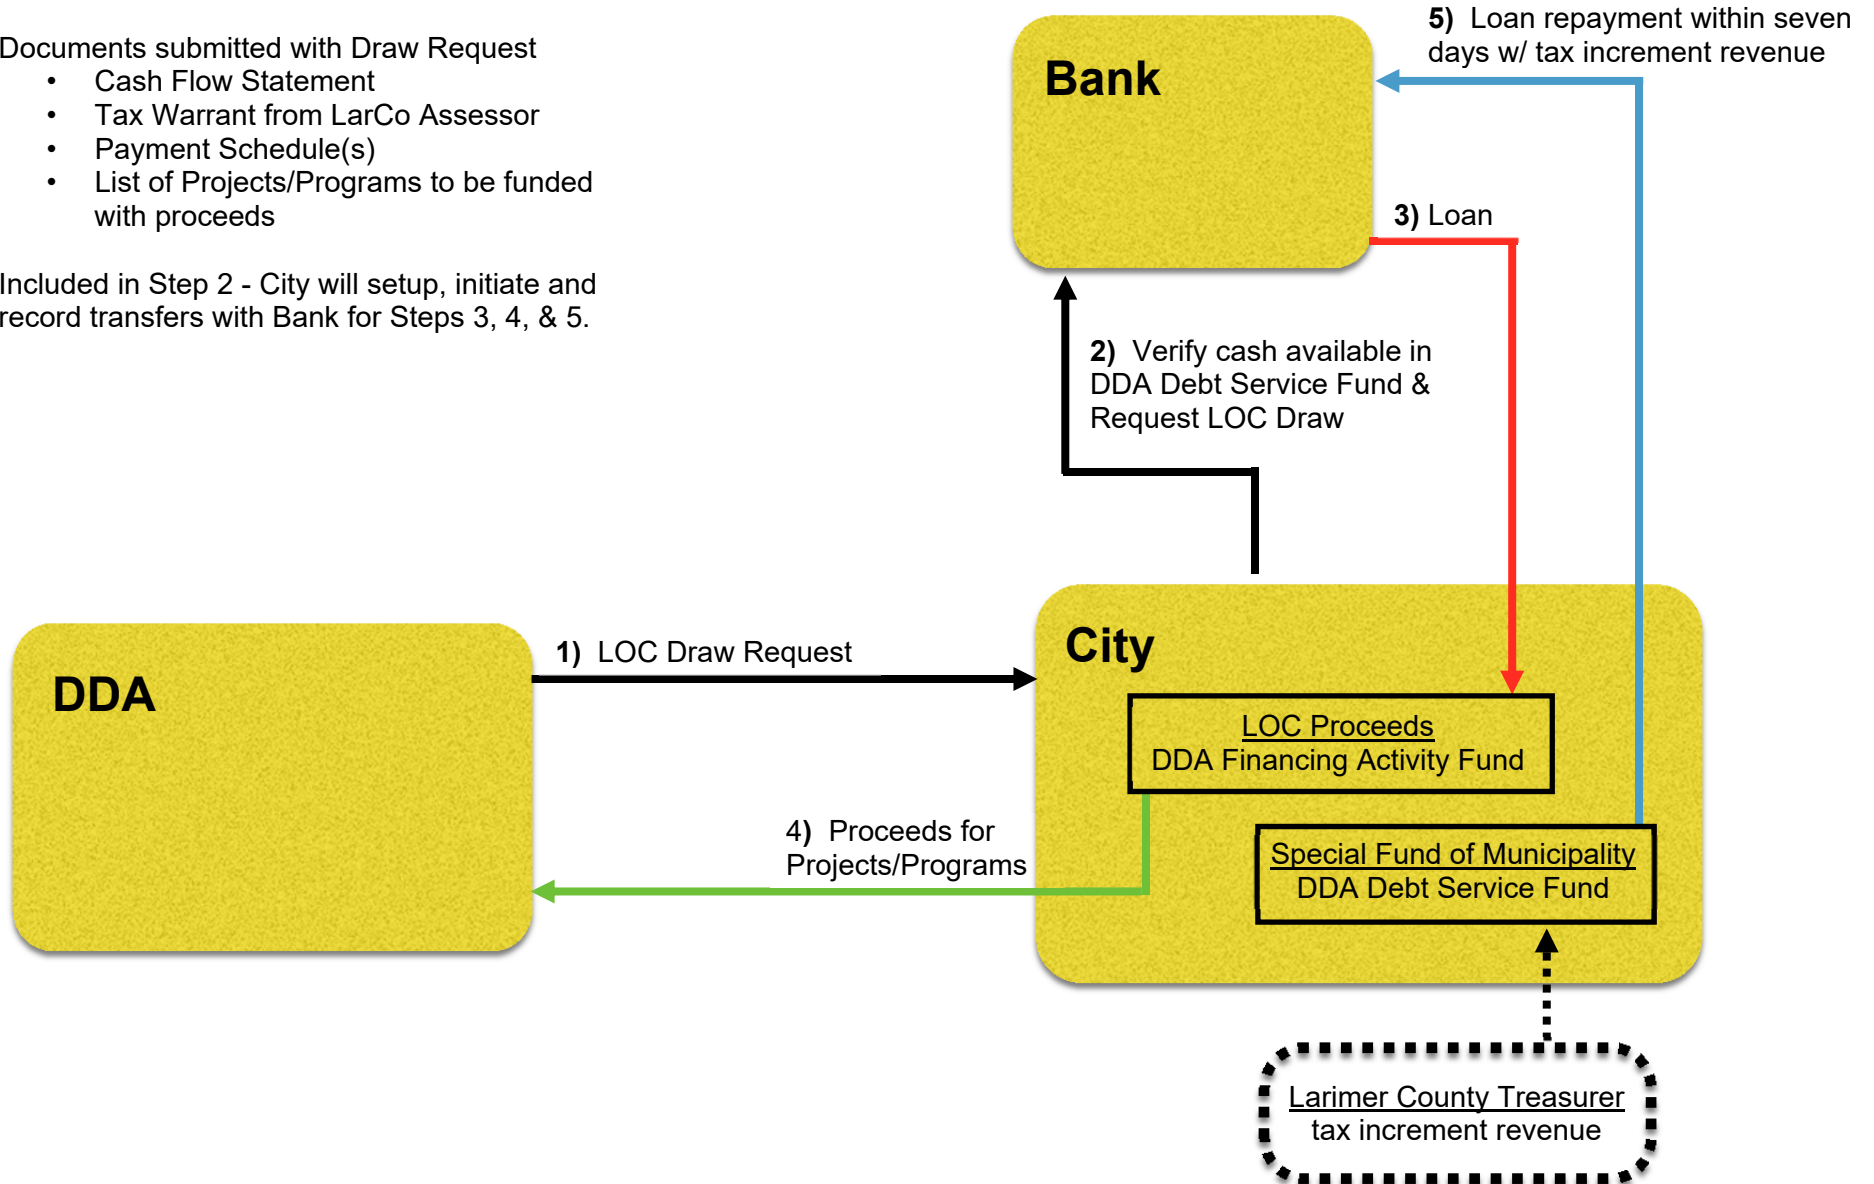 Documents submitted with Draw Request
• Cash Flow Statement
• Tax Warrant from LarCo Assessor
• Payment Schedule(s)
• List of Projects/Programs to be funded
with proceeds
Included in Step 2 - City will setup, initiate and
record transfers with Bank for Steps 3, 4, & 5.
5) Loan repayment within seven
days w/ tax increment revenue
Bank
3) Loan
2) Verify cash available in
DDA Debt Service Fund &
Request LOC Draw
DDA
1) LOC Draw Request
City
LOC Proceeds
DDA Financing Activity Fund
4) Proceeds for
Projects/Programs
Special Fund of Municipality
DDA Debt Service Fund
Larimer County Treasurer
tax increment revenue